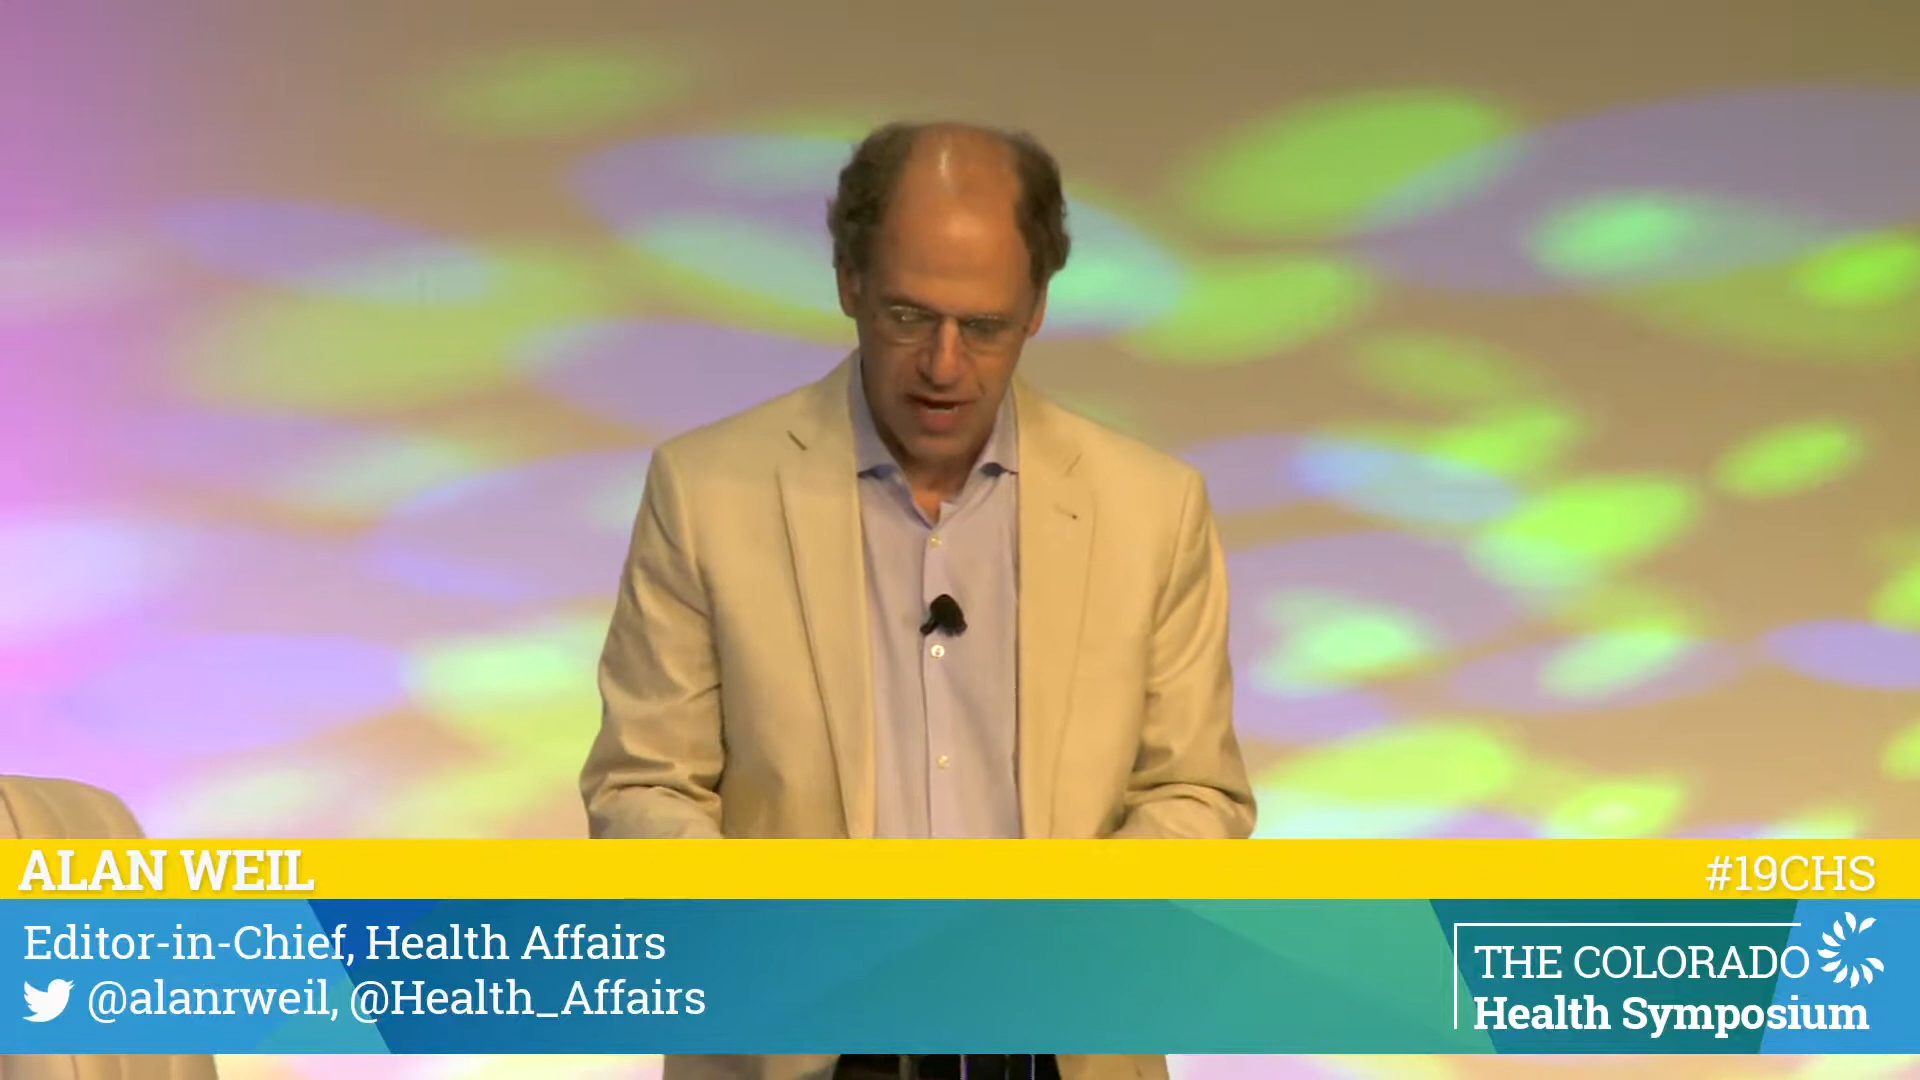 ALAN WEIL
#19CHS
Editor-in-Chief, Health Affairs
@alanrweil, @Health_Affairs
THE COLORADO
Health Symposium